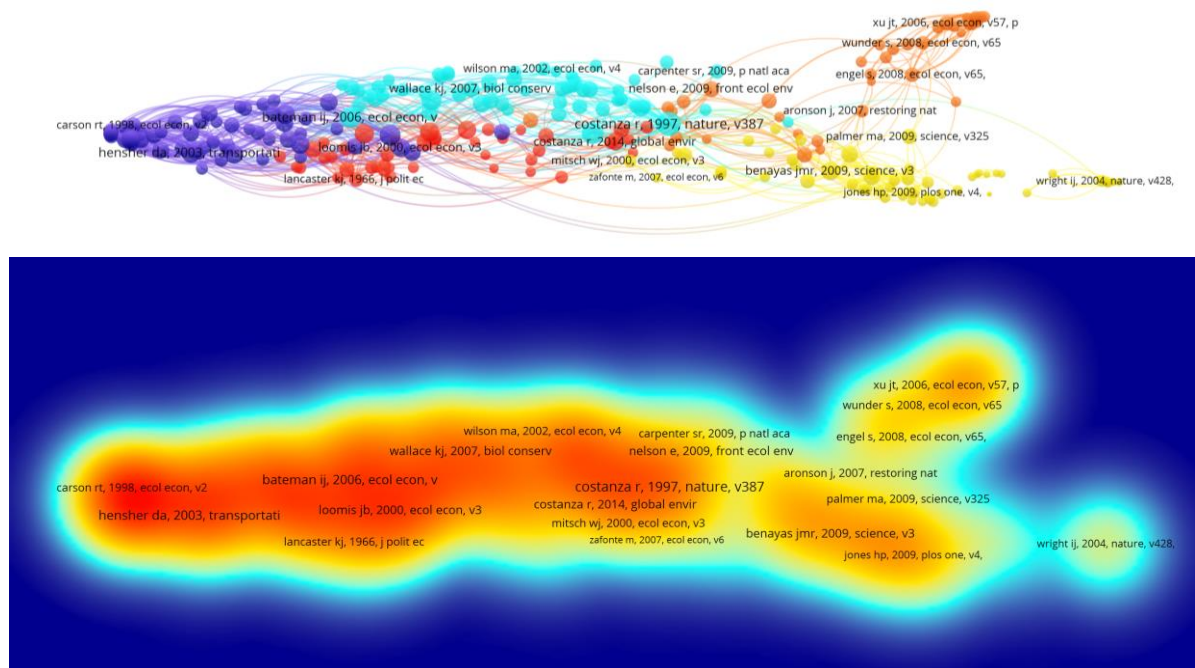 xu jt, 2006, ecol econ, v57, p
wunder s, 2008, ecol econ, v65
wilson ma, 2002, ecol econ, v4
carpenter sr, 2009, p natl aca
engel s, 2008, ecol econ, v65,
wallace kj, 2007, biol conserv
nelson e, 2009, front ecol env
aronson j, 2007, restoring nat
bateman ij, 2006, ecol econ, v
carson rt, 1998, ecol econ, v2
costanza r, 1997, nature, v387
palmer ma, 2009, science, v325
costanza r, 2014, global envir
loomis jb, 2000, ecol econ, v3
hensher da, 2003, transportati
mitsch wj, 2000, ecol econ, v3
benayas jmr, 2009, science, v3
zafonte m, 2007, ecol econ, v6
lancaster kj, 1966, j polit ec
wright ij, 2004, nature, v428,
jones hp, 2009, plos one, v4,
xu jt, 2006, ecol econ, v57, p
wunder s, 2008, ecol econ, v65
wilson ma, 2002, ecol econ, v4
carpenter sr, 2009, p natl aca
engel s, 2008, ecol econ, v65,
wallace kj, 2007, biol conserv
nelson e, 2009, front ecol env
aronson j, 2007, restoring nat
bateman ij, 2006, ecol econ, v
carson rt, 1998, ecol econ, v2
costanza r, 1997, nature, v387
palmer ma, 2009, science, v325
costanza r, 2014, global envir
loomis jb, 2000, ecol econ, v3
hensher da, 2003, transportati
mitsch wj, 2000, ecol econ, v3
benayas jmr, 2009, science, v3
zafonte m, 2007, ecol econ, v6
lancaster kj, 1966, j polit ec
wright ij, 2004, nature, v428,
jones hp, 2009, plos one, v4,